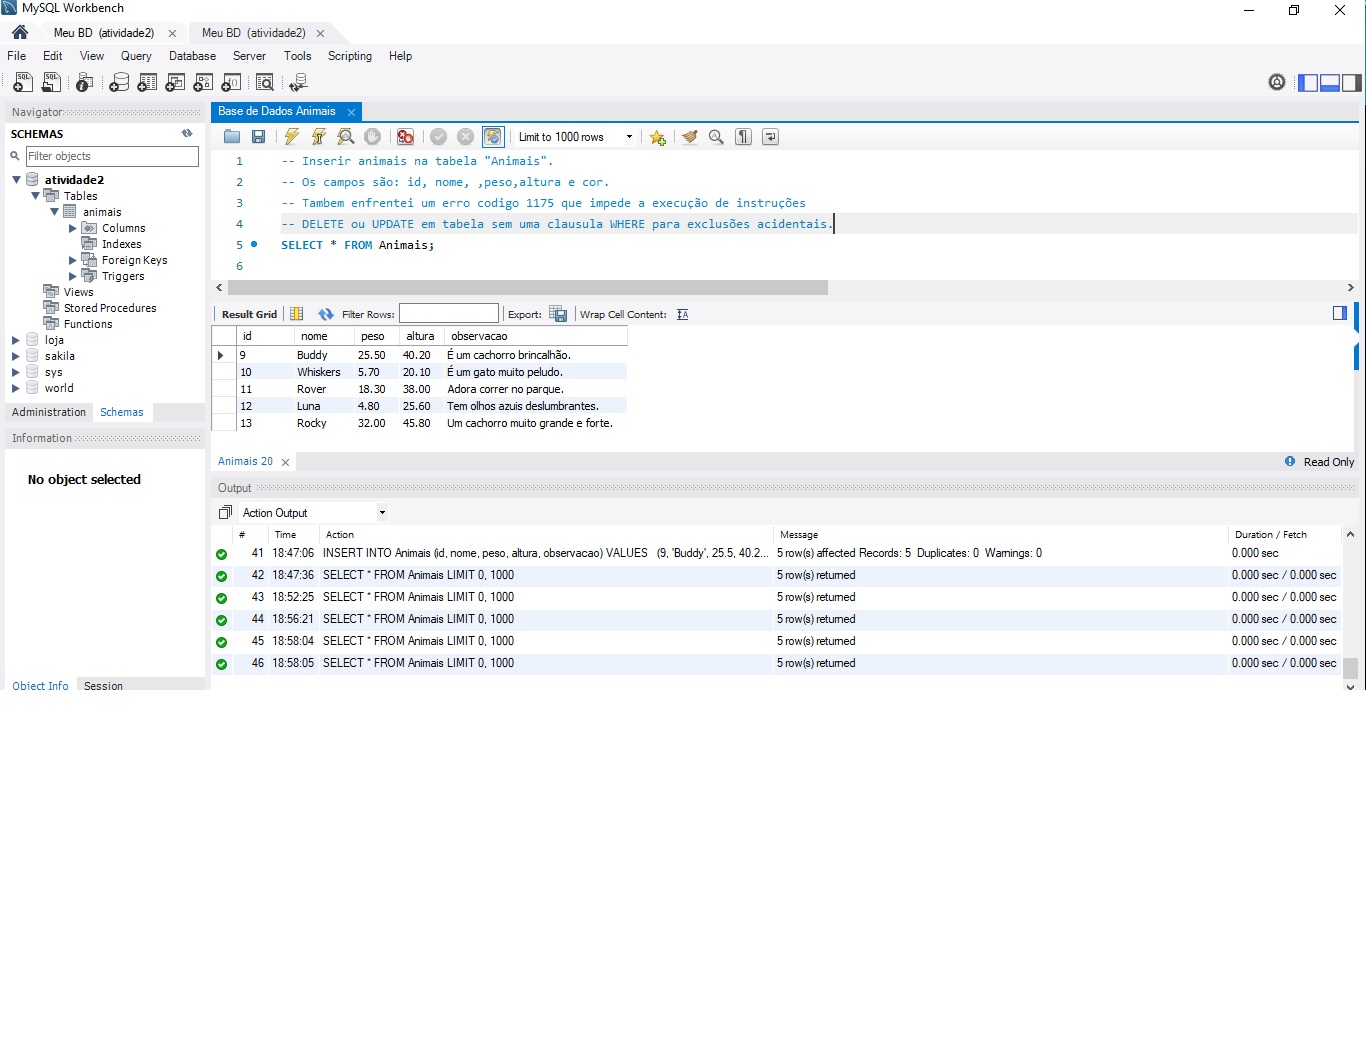 MySQL Workbench
Meu BD (atividade2) Meu BD (atividade2)
File Edit View Query Database Server Tools Scripting Help
Navigator
SCHEMAS
Filter objects
atividade2
Tables
animais
Columns
Indexes
Foreign Keys
Triggers
Views
Stored Procedures
Functions
loja
sakila
sys
world
Administration Schemas
Information
No object selected
Object Info Session
Base de Dados Animais
Limit to 1000 rows
1 -- Inserir animais na tabela "Animais".
2 -- Os campos são: id, nome, ,peso,altura e cor.
3 -- Tambem enfrentei um erro codigo 1175 que impede a execução de instruções
4 -- DELETE ou UPDATE em tabela sem uma clausula WHERE para exclusões acidentais.
5 SELECT * FROM Animais;
6
Result Grid Filter Rows: Export: Wrap Cell Content:
id nome peso altura observacao
9 Buddy 25.50 40.20 É um cachorro brincalhão.
10 Whiskers 5.70 20.10 É um gato muito peludo.
11 Rover 18.30 38.00 Adora correr no parque.
12 Luna 4.80 25.60 Tem olhos azuis deslumbrantes.
13 Rocky 32.00 45.80 Um cachorro muito grande e forte.
Animais 20 Read Only
Output
Action Output
# Time Action Message Duration / Fetch
41 18:47:06 INSERT INTO Animais (id, nome, peso, altura, observacao) VALUES (9, 'Buddy', 25.5, 40.2... 5 row(s) affected Records: 5 Duplicates: 0 Warnings: 0 0.000 sec
42 18:47:36 SELECT * FROM Animais LIMIT 0, 1000 5 row(s) returned 0.000 sec / 0.000 sec
43 18:52:25 SELECT * FROM Animais LIMIT 0, 1000 5 row(s) returned 0.000 sec / 0.000 sec
44 18:56:21 SELECT * FROM Animais LIMIT 0, 1000 5 row(s) returned 0.000 sec / 0.000 sec
45 18:58:04 SELECT * FROM Animais LIMIT 0, 1000 5 row(s) returned 0.000 sec / 0.000 sec
46 18:58:05 SELECT * FROM Animais LIMIT 0, 1000 5 row(s) returned 0.000 sec / 0.000 sec